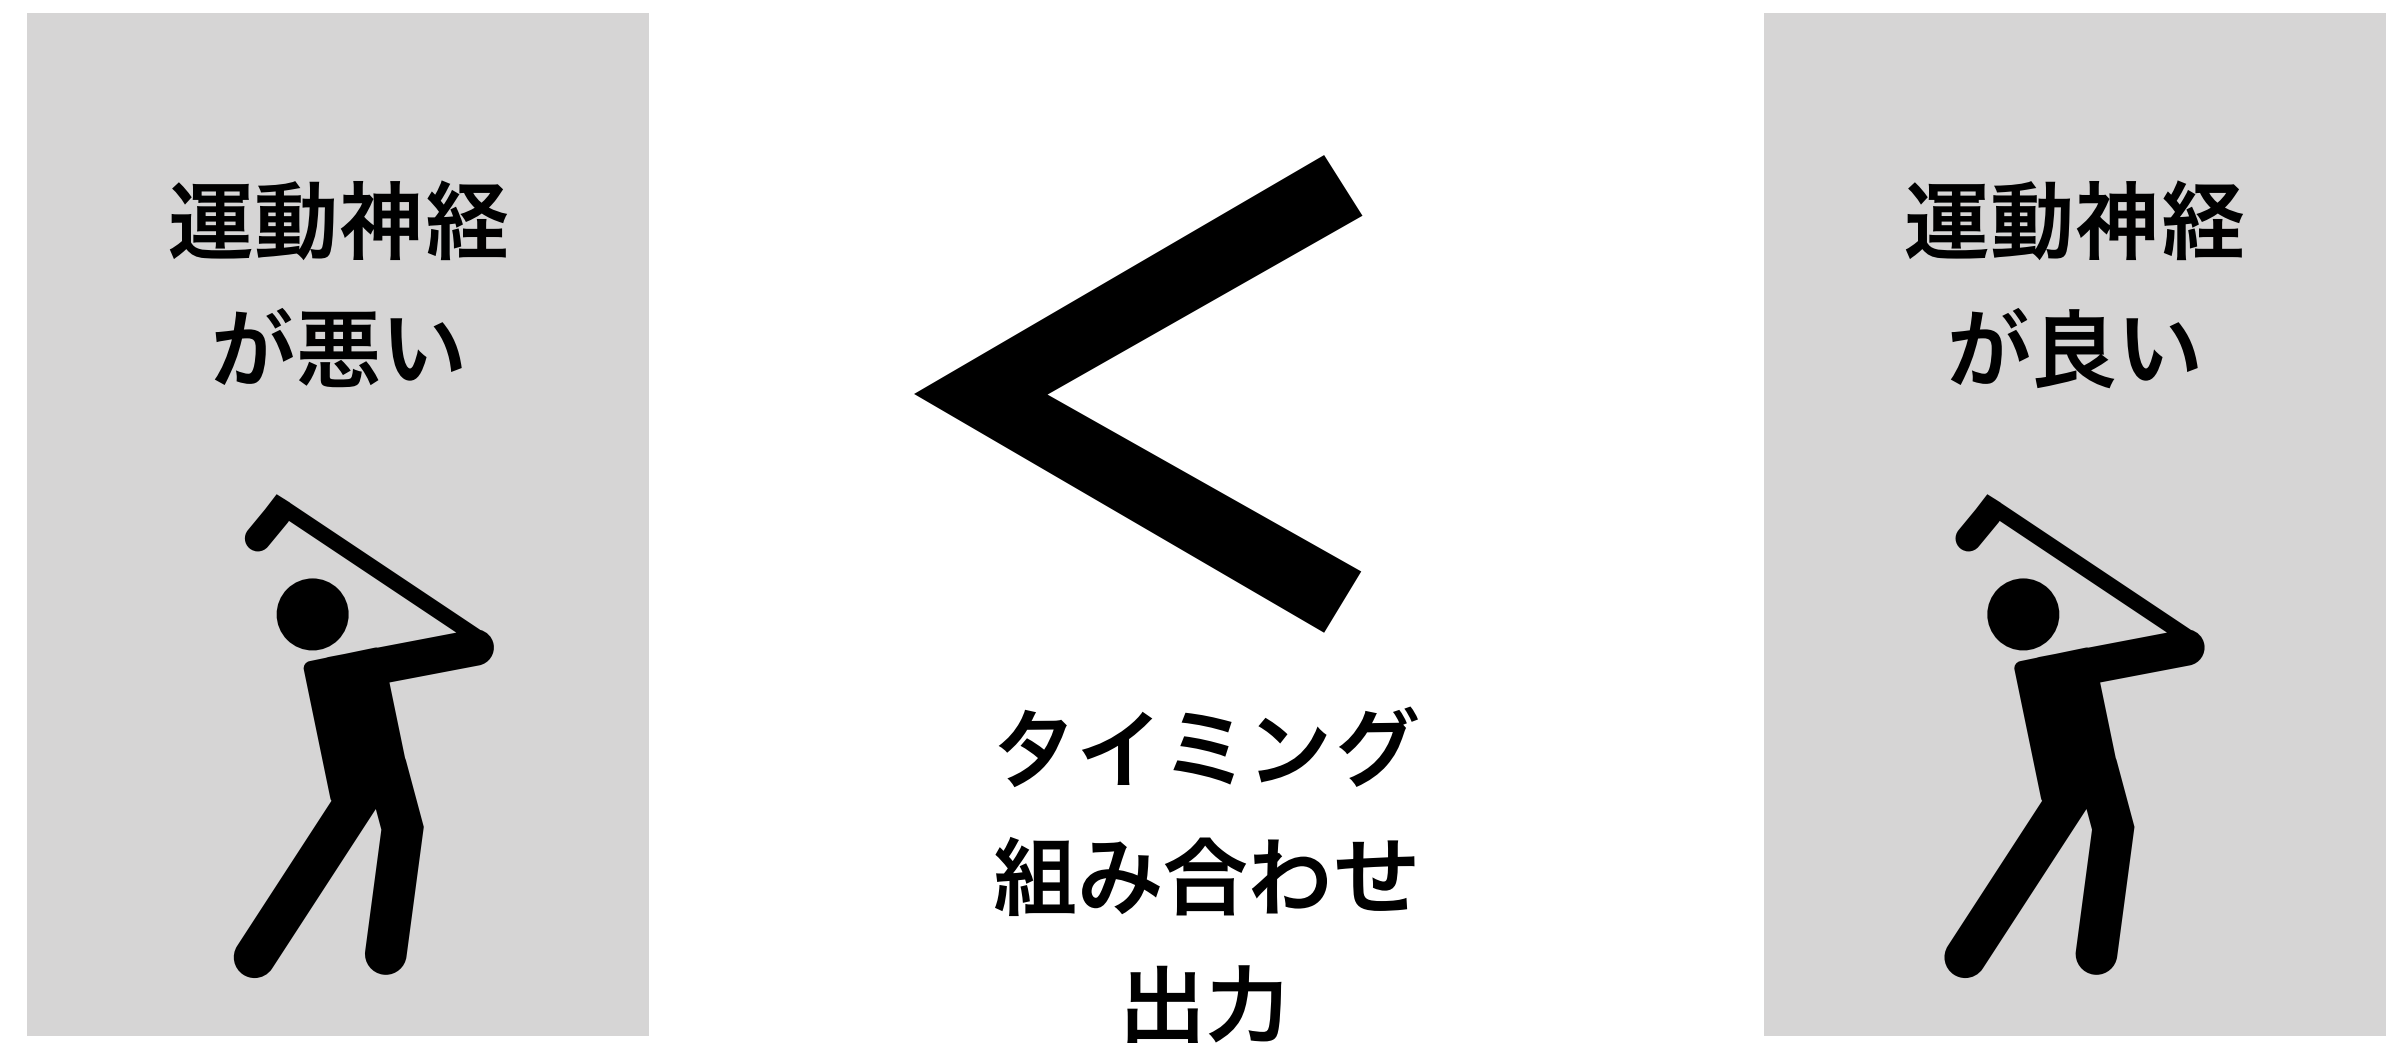 運動神経
が悪い
<
タイミング
組み合わせ
出力
運動神経
が良い